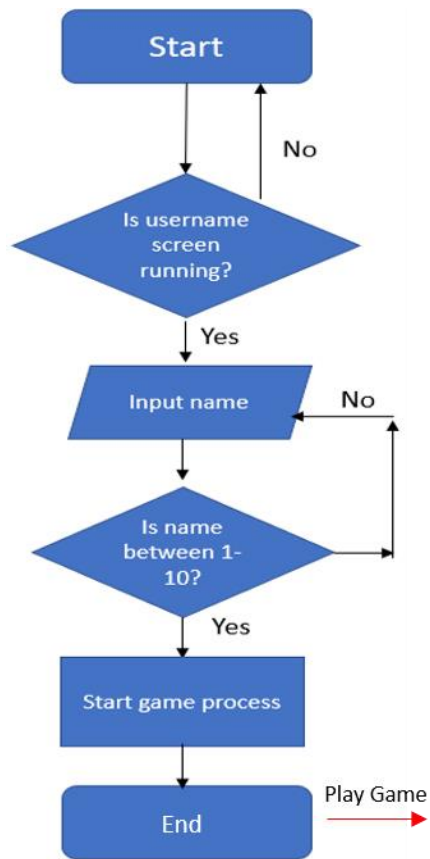 Start
No
Is username
screen
running?
Yes
Input name
No
Is name
between 1-
10?
Yes
Start game process
End
Play Game